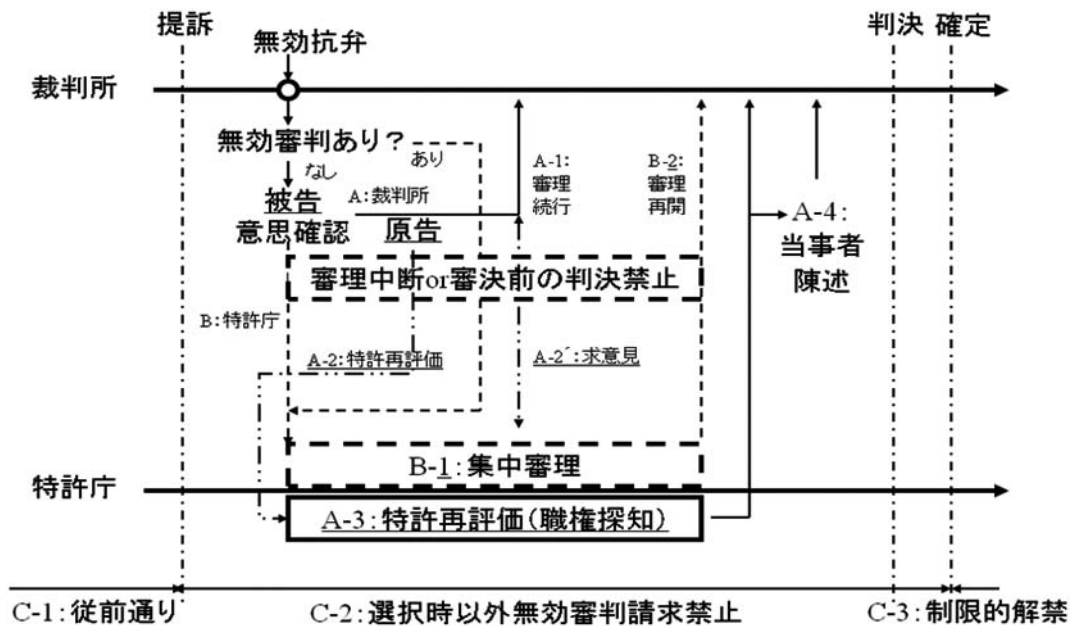 提訴
無効抗弁
判決 確定
裁判所
無効審判あり？
あり
なし
A-1：
審理
続行
B-2：
審理
再開
被告
意思確認
A：裁判所
原告
A-4：
当事者
陳述
審理中断or審決前の判決禁止
B：特許庁
A-2：特許再評価
A-2´：求意見
B-1：集中審理
特許庁
A-3：特許再評価（職権探知）
C-1：従前通り
C-2：選択時以外無効審判請求禁止
C-3：制限的解禁